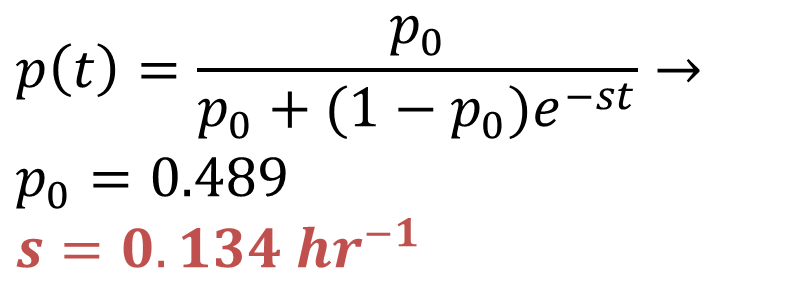 p(t) = p₀ / (p₀ + (1 − p₀)e^{−st}) →
p₀ = 0.489
s = 0.134 hr⁻¹